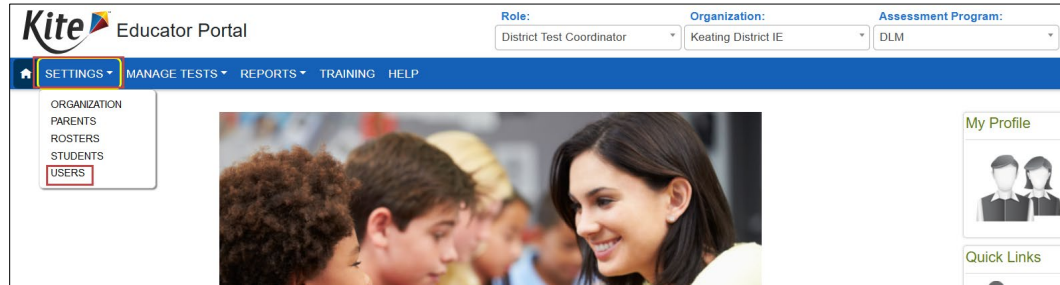 Kite Educator Portal
Role:
District Test Coordinator
Organization:
Keating District IE
Assessment Program:
DLM
SETTINGS MANAGE TESTS REPORTS TRAINING HELP
ORGANIZATION
PARENTS
ROSTERS
STUDENTS
USERS
My Profile
Quick Links